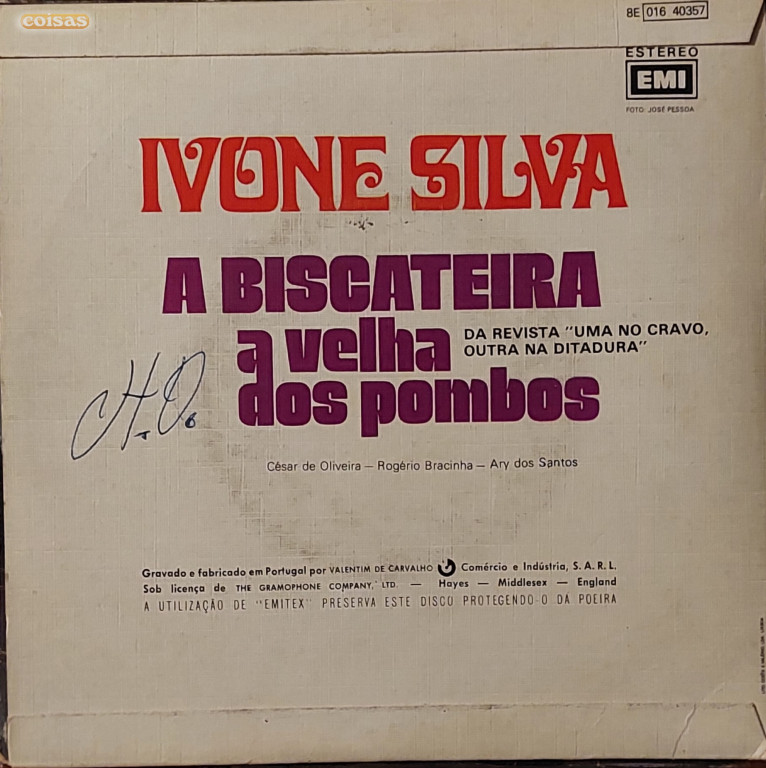 coisas
8E 016 40357
ESTEREO
EMI
FOTO: JOSÉ PESSOA
IVONE SILVA
A BISCATEIRA
a velha
dos pombos
DA REVISTA "UMA NO CRAVO,
OUTRA NA DITADURA"
H. O.
César de Oliveira — Rogério Bracinha — Ary dos Santos
Gravado e fabricado em Portugal por VALENTIM DE CARVALHO Comércio e Indústria, S. A. R. L.
Sob licença de THE GRAMOPHONE COMPANY, LTD. — Hayes — Middlesex — England
A UTILIZAÇÃO DE "EMITEX" PRESERVA ESTE DISCO PROTEGENDO-O DA POEIRA